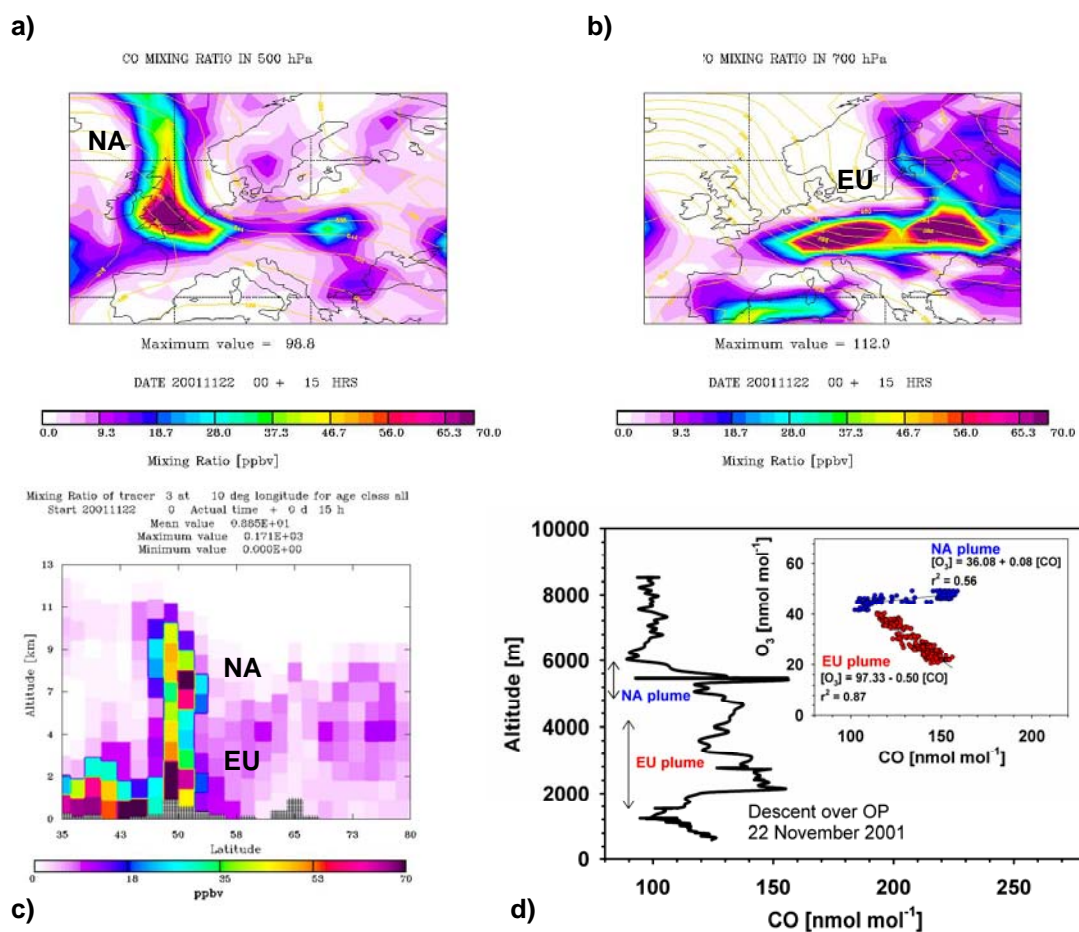 a)
b)
CO MIXING RATIO IN 500 hPa
CO MIXING RATIO IN 700 hPa
NA
EU
Maximum value = 98.8
Maximum value = 112.0
DATE 20011122 00 + 15 HRS
DATE 20011122 00 + 15 HRS
0.0 9.3 18.7 28.0 37.3 46.7 56.0 65.3 70.0
0.0 9.3 18.7 28.0 37.3 46.7 56.0 65.3 70.0
Mixing Ratio [ppbv]
Mixing Ratio [ppbv]
Mixing Ratio of tracer 3 at 10 deg longitude for age class all
Start 20011122 0 Actual time + 0 d 15 h
Mean value 0.885E+01
Maximum value 0.171E+03
Minimum value 0.000E+00
13
11
9
7
4
2
0
Altitude [km]
NA
EU
35 43 50 58 65 73 80
Latitude
0 18 35 53 70
ppbv
c)
10000
8000
6000
4000
2000
0
Altitude [m]
NA plume
EU plume
Descent over OP
22 November 2001
100 150 200 250
CO [nmol mol⁻¹]
60
40
20
0
O₃ [nmol mol⁻¹]
NA plume
[O₃] = 36.08 + 0.08 [CO]
r² = 0.56
EU plume
[O₃] = 97.33 - 0.50 [CO]
r² = 0.87
100 150 200
CO [nmol mol⁻¹]
d)